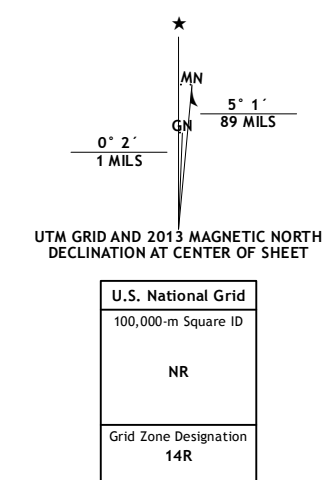 ★
MN
GN
5° 1´
89 MILS
0° 2´
1 MILS
UTM GRID AND 2013 MAGNETIC NORTH
DECLINATION AT CENTER OF SHEET
U.S. National Grid
100,000-m Square ID
NR
Grid Zone Designation
14R